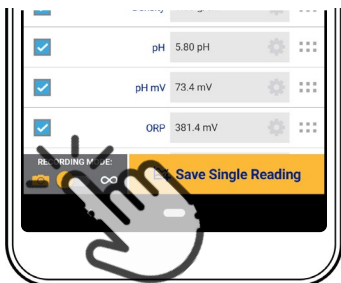 pH 5.80 pH
pH mV 73.4 mV
ORP 381.4 mV
RECORDING MODE:
Save Single Reading